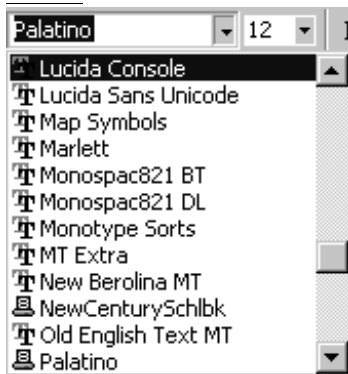 Palatino 12
Lucida Console
Lucida Sans Unicode
Map Symbols
Marlett
Monospac821 BT
Monospac821 DL
Monotype Sorts
MT Extra
New Berolina MT
NewCenturySchlbk
Old English Text MT
Palatino